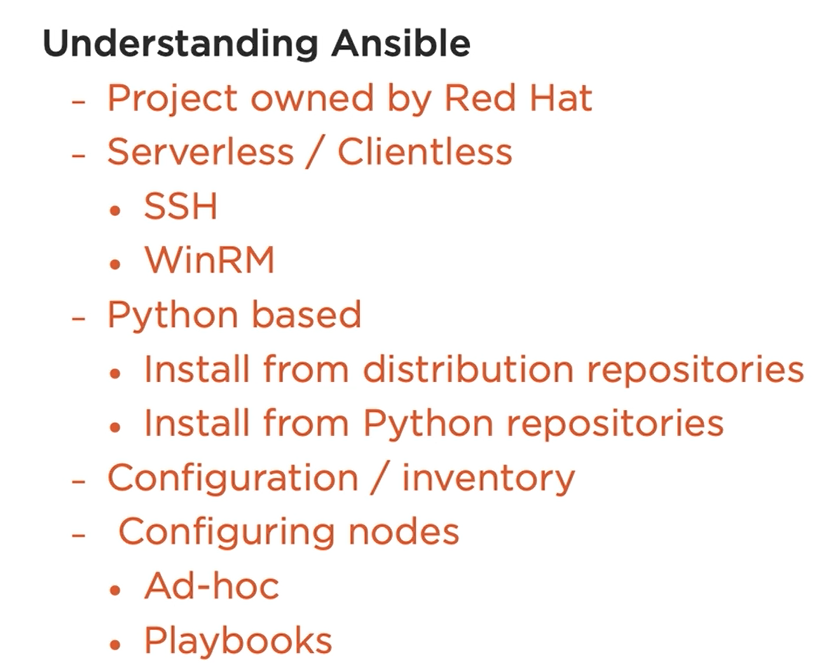 Understanding Ansible
– Project owned by Red Hat
– Serverless / Clientless
• SSH
• WinRM
– Python based
• Install from distribution repositories
• Install from Python repositories
– Configuration / inventory
– Configuring nodes
• Ad-hoc
• Playbooks